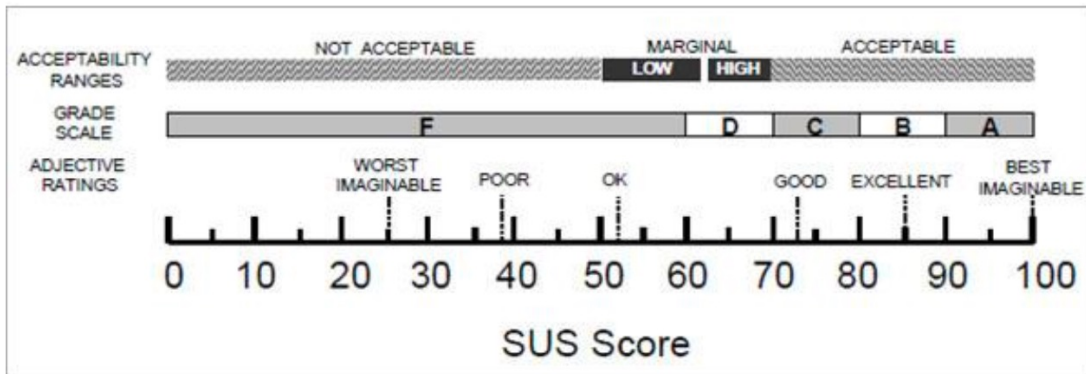 NOT ACCEPTABLE MARGINAL ACCEPTABLE
ACCEPTABILITY
RANGES
LOW HIGH
GRADE
SCALE
F D C B A
ADJECTIVE
RATINGS
WORST
IMAGINABLE
POOR
OK
GOOD
EXCELLENT
BEST
IMAGINABLE
0 10 20 30 40 50 60 70 80 90 100
SUS Score